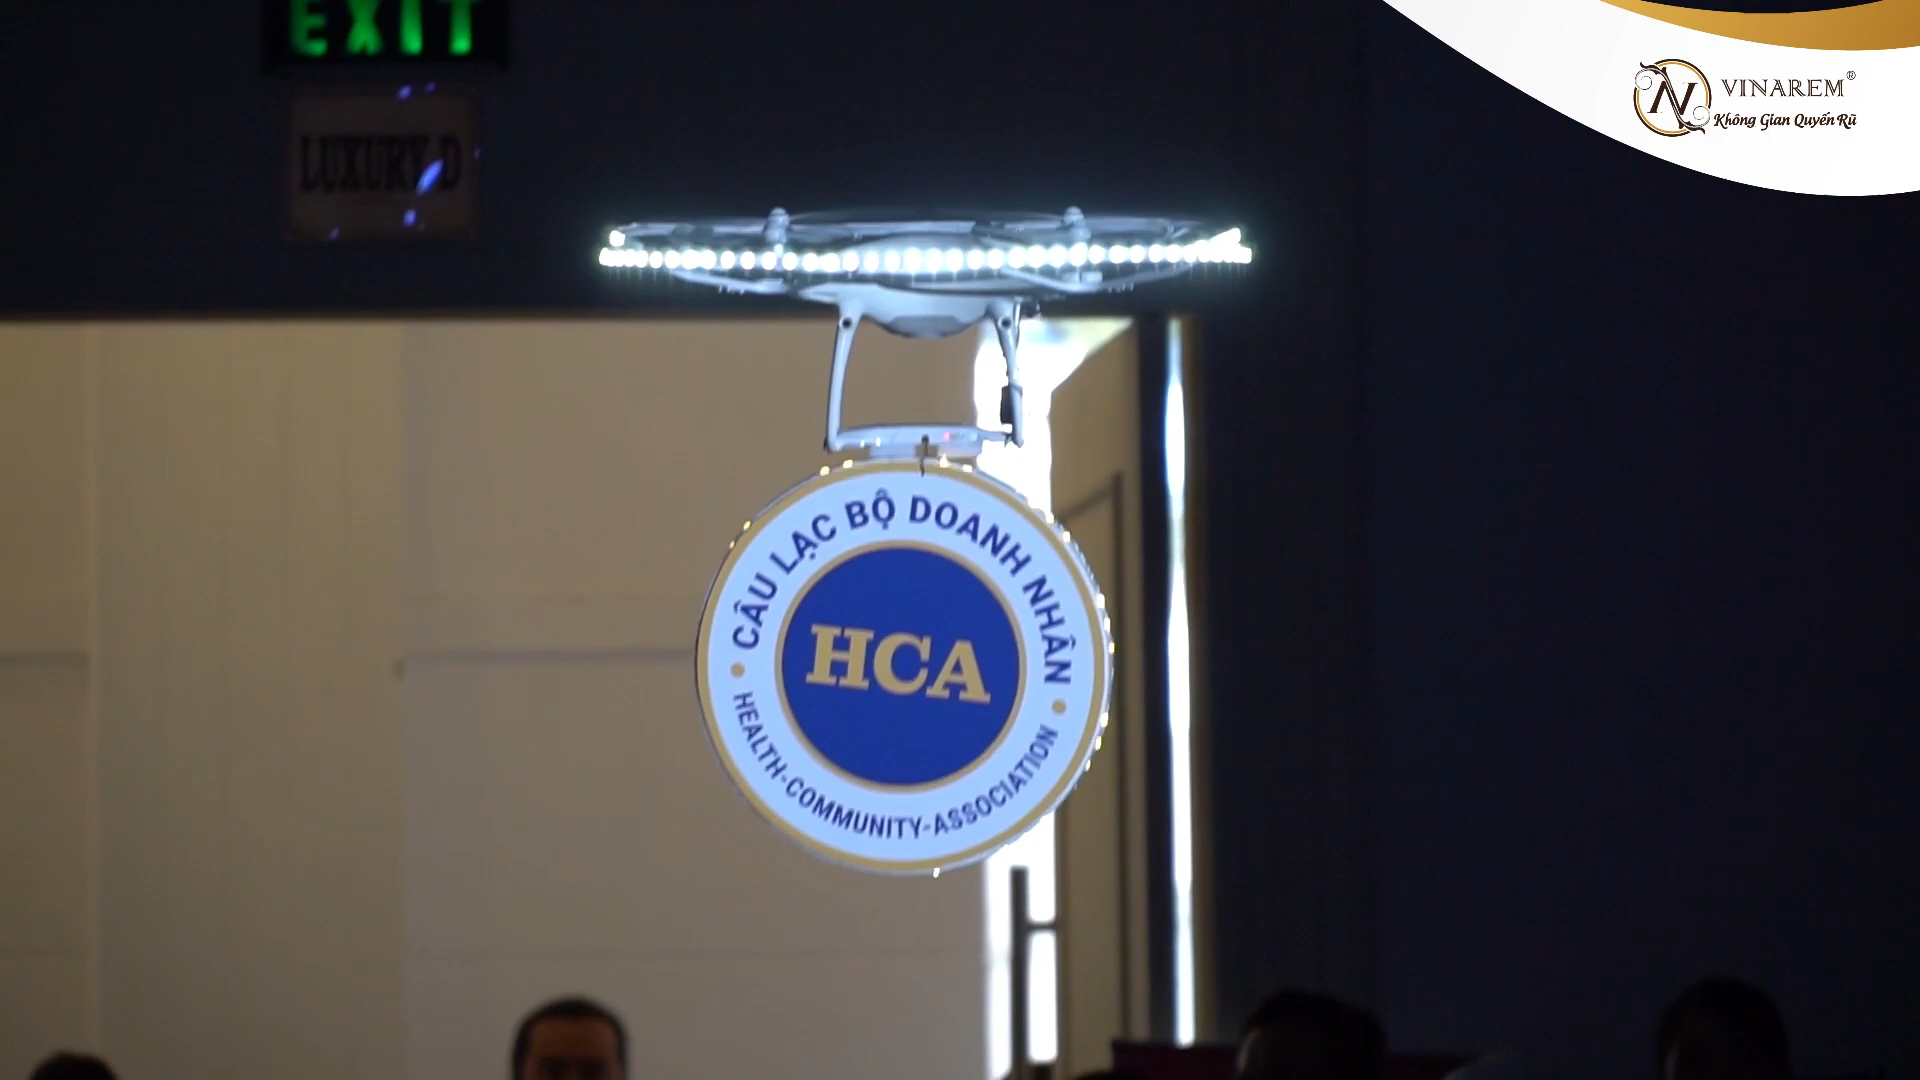 EXIT
LUXURY D
N
VINAREM®
Không Gian Quyến Rũ
CÂU LẠC BỘ DOANH NHÂN
HCA
HEALTH-COMMUNITY-ASSOCIATION